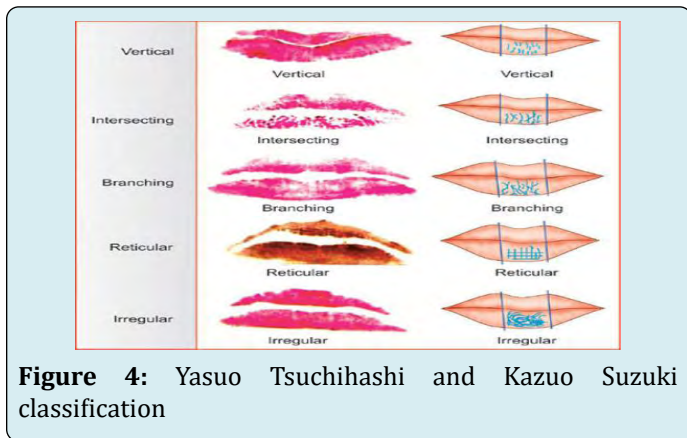 Vertical
Vertical
Vertical
Intersecting
Intersecting
Intersecting
Branching
Branching
Branching
Reticular
Reticular
Reticular
Irregular
Irregular
Irregular
Figure 4: Yasuo Tsuchihashi and Kazuo Suzuki
classification